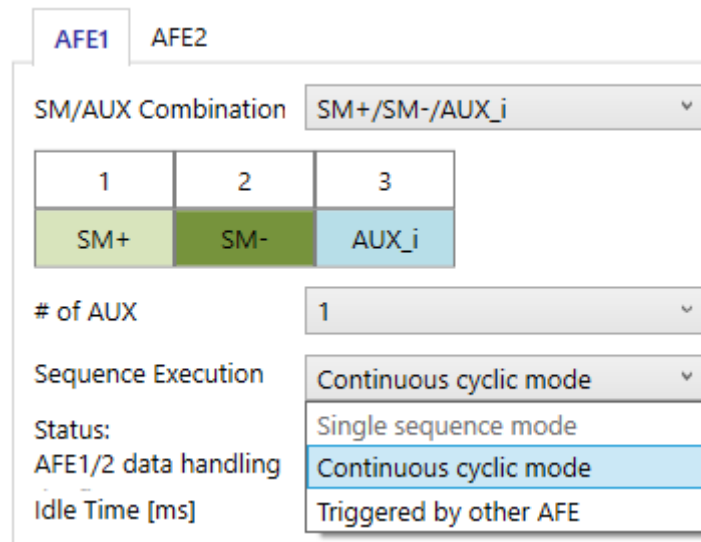 AFE1 AFE2
SM/AUX Combination SM+/SM-/AUX_i
1 2 3
SM+ SM- AUX_i
# of AUX 1
Sequence Execution Continuous cyclic mode
Status: Single sequence mode
AFE1/2 data handling Continuous cyclic mode
Idle Time [ms] Triggered by other AFE